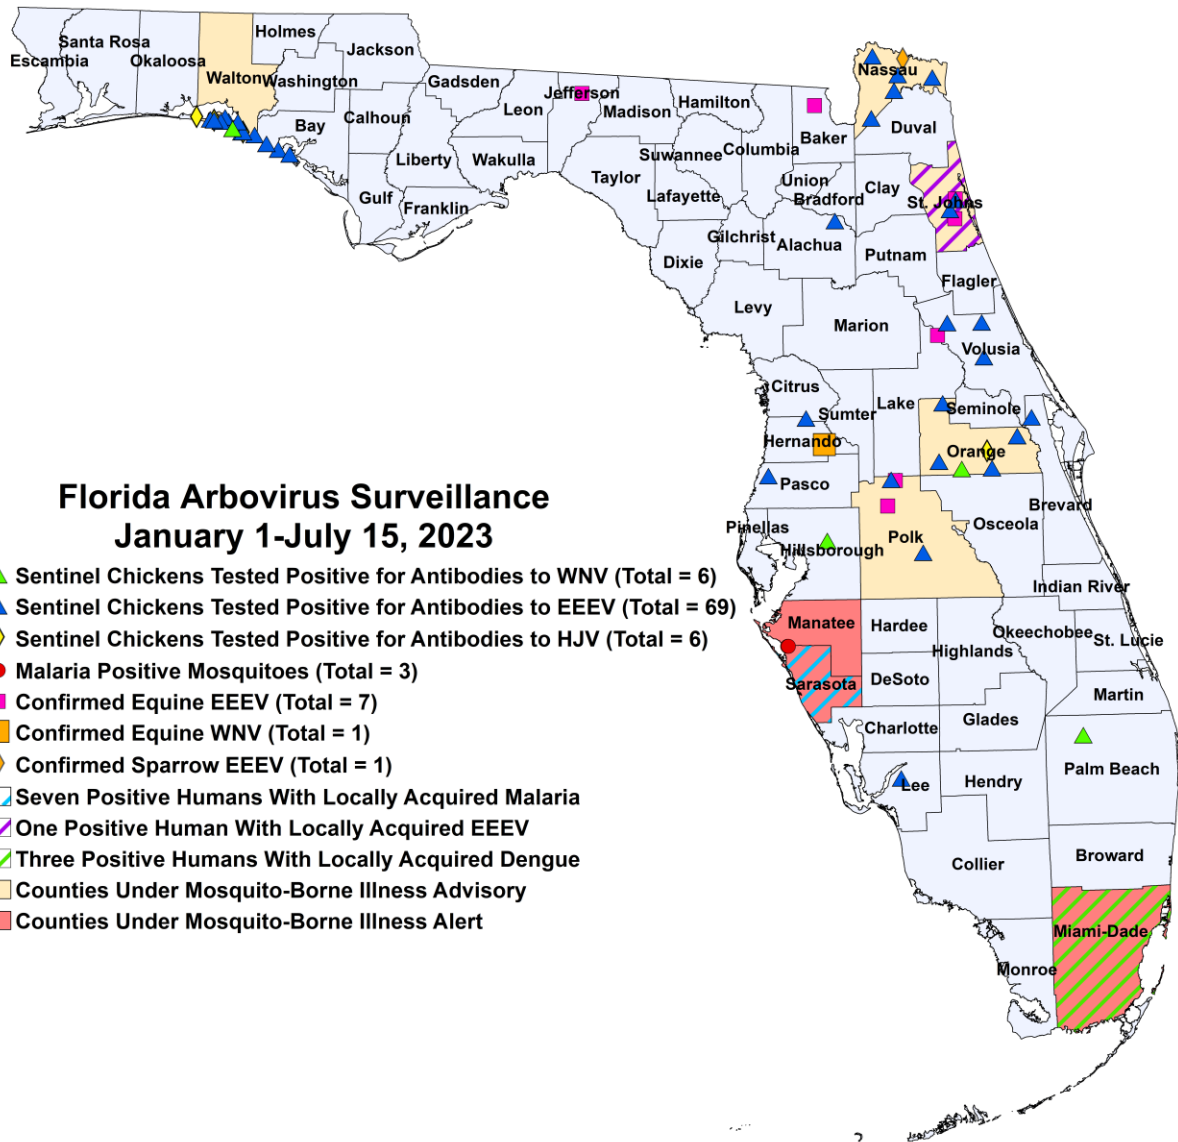 Holmes
Santa Rosa
Jackson
Escambia
Okaloosa
Walton
Washington
Gadsden
Jefferson
Leon
Madison
Hamilton
Nassau
Calhoun
Bay
Baker
Duval
Liberty
Wakulla
Suwannee
Columbia
Taylor
Union
Clay
Gulf
Franklin
Lafayette
Bradford
St. Johns
Gilchrist
Alachua
Dixie
Putnam
Flagler
Levy
Marion
Volusia
Citrus
Lake
Sumter
Seminole
Hernando
Orange
Pasco
Brevard
Pinellas
Osceola
Hillsborough
Polk
Indian River
Manatee
Hardee
Okeechobee
St. Lucie
Highlands
Sarasota
DeSoto
Martin
Charlotte
Glades
Palm Beach
Lee
Hendry
Collier
Broward
Miami-Dade
Monroe
Florida Arbovirus Surveillance
January 1-July 15, 2023
Sentinel Chickens Tested Positive for Antibodies to WNV (Total = 6)
Sentinel Chickens Tested Positive for Antibodies to EEEV (Total = 69)
Sentinel Chickens Tested Positive for Antibodies to HJV (Total = 6)
Malaria Positive Mosquitoes (Total = 3)
Confirmed Equine EEEV (Total = 7)
Confirmed Equine WNV (Total = 1)
Confirmed Sparrow EEEV (Total = 1)
Seven Positive Humans With Locally Acquired Malaria
One Positive Human With Locally Acquired EEEV
Three Positive Humans With Locally Acquired Dengue
Counties Under Mosquito-Borne Illness Advisory
Counties Under Mosquito-Borne Illness Alert